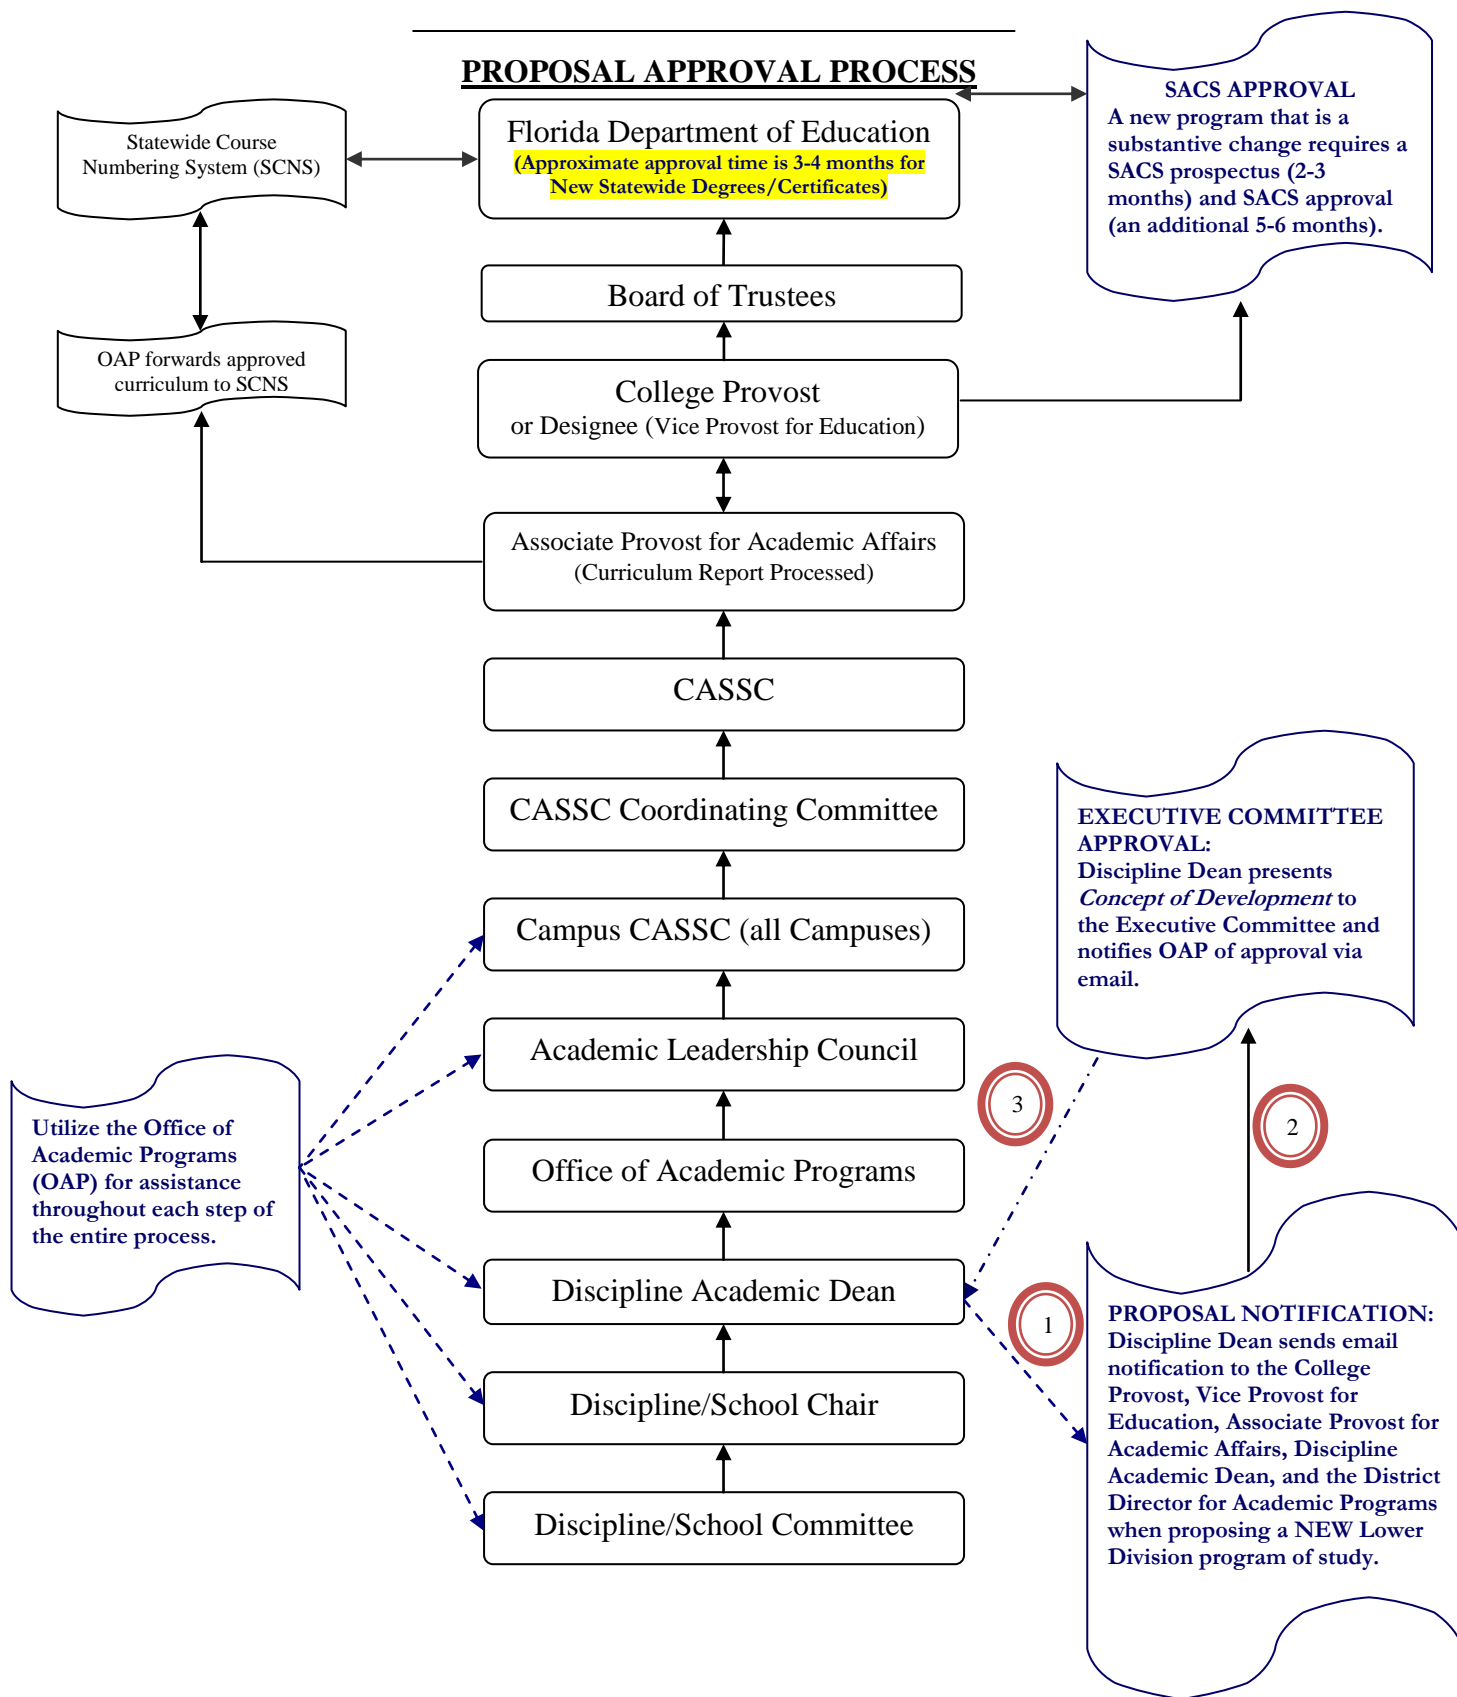 PROPOSAL APPROVAL PROCESS
SACS APPROVAL
A new program that is a
substantive change requires a
SACS prospectus (2-3
months) and SACS approval
(an additional 5-6 months).
Statewide Course
Numbering System (SCNS)
Florida Department of Education
(Approximate approval time is 3-4 months for
New Statewide Degrees/Certificates)
Board of Trustees
OAP forwards approved
curriculum to SCNS
College Provost
or Designee (Vice Provost for Education)
Associate Provost for Academic Affairs
(Curriculum Report Processed)
CASSC
CASSC Coordinating Committee
EXECUTIVE COMMITTEE
APPROVAL:
Discipline Dean presents
Concept of Development to
the Executive Committee and
notifies OAP of approval via
email.
Campus CASSC (all Campuses)
Academic Leadership Council
3
2
Utilize the Office of
Academic Programs
(OAP) for assistance
throughout each step of
the entire process.
Office of Academic Programs
Discipline Academic Dean
1
PROPOSAL NOTIFICATION:
Discipline Dean sends email
notification to the College
Provost, Vice Provost for
Education, Associate Provost for
Academic Affairs, Discipline
Academic Dean, and the District
Director for Academic Programs
when proposing a NEW Lower
Division program of study.
Discipline/School Chair
Discipline/School Committee